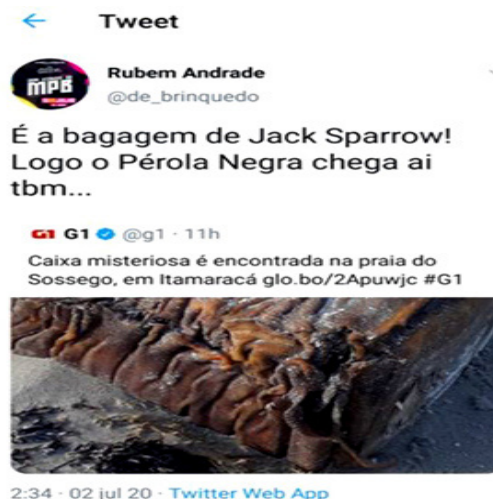 Tweet
MPB
Rubem Andrade
@de_brinquedo
É a bagagem de Jack Sparrow!
Logo o Pérola Negra chega ai
tbm...
G1 G1 @g1 · 11h
Caixa misteriosa é encontrada na praia do
Sossego, em Itamaracá glo.bo/2Apuwjc #G1
2:34 · 02 jul 20 · Twitter Web App